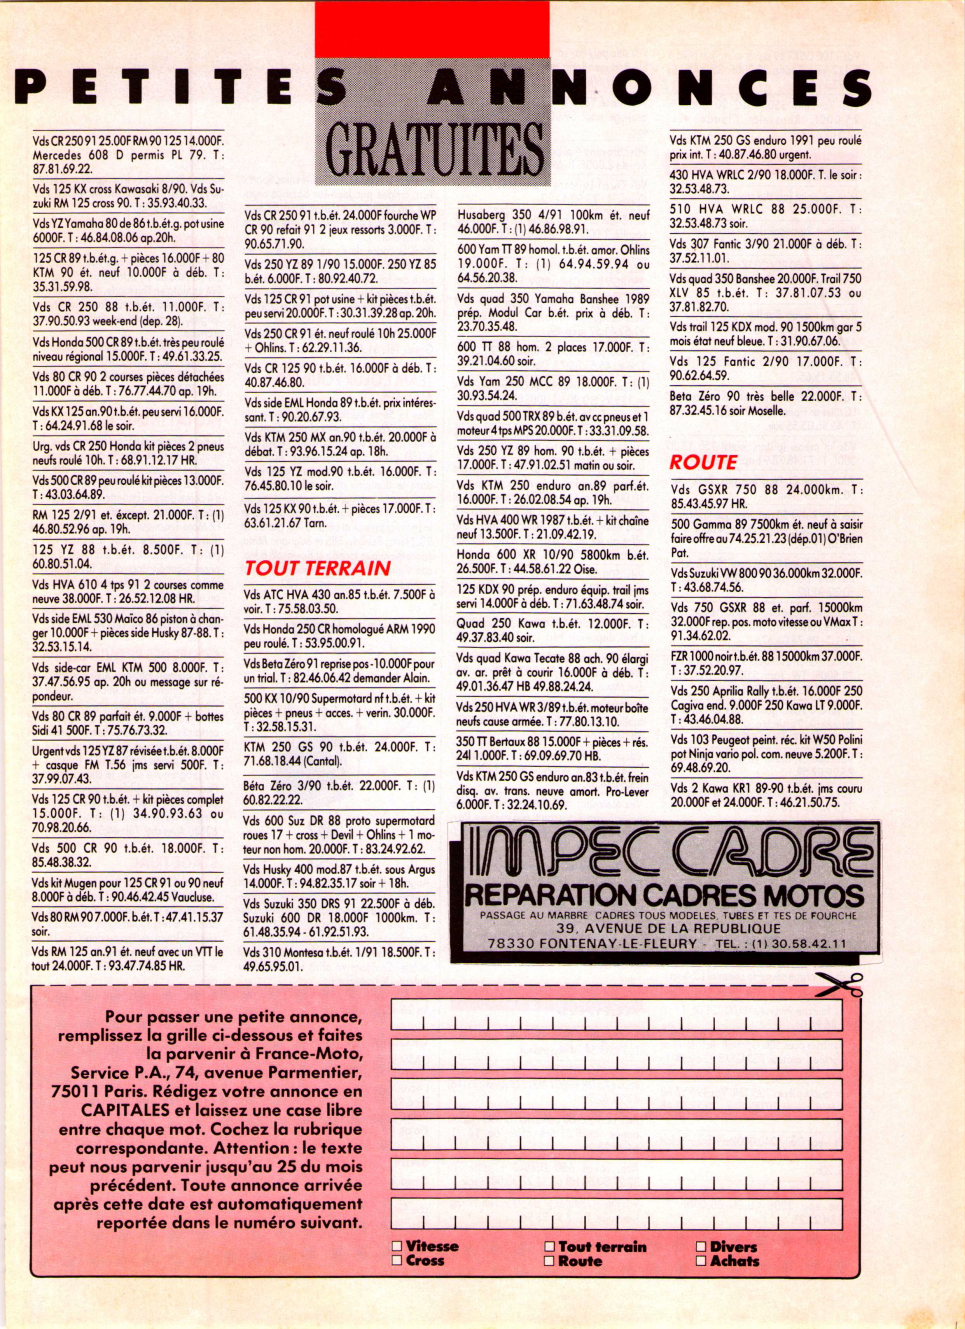 PETITES ANNONCES
GRATUITES
Vds CR 250 91 25.00F RM 90 125 14.000F.
Mercedes 608 D permis PL 79. T :
87.81.69.22.
Vds 125 KX cross Kawasaki 8/90. Vds Su-
zuki RM 125 cross 90. T : 35.93.40.33.
Vds YZ Yamaha 80 de 86 t.b.ét.g. pot usine
6000F. T : 46.84.08.06 ap. 20h.
125 CR 89 t.b.ét.g. + pièces 16.000F + 80
KTM 90 ét. neuf 10.000F à déb. T :
35.31.59.98.
Vds CR 250 88 t.b.ét. 11.000F. T :
37.90.50.93 week-end (dep. 28).
Vds Honda 500 CR 89 t.b.ét. très peu roulé
niveau régional 15.000F. T : 49.61.33.25.
Vds 80 CR 90 2 courses pièces détachées
11.000F à déb. T : 76.77.44.70 ap. 19h.
Vds KX 125 an.90 t.b.ét. peu servi 16.000F.
T : 64.24.91.68 le soir.
Urg. vds CR 250 Honda kit pièces 2 pneus
neufs roulé 10h. T : 68.91.12.17 HR.
Vds 500 CR 89 peu roulé kit pièces 13.000F.
T : 43.03.64.89.
RM 125 2/91 et. éxcept. 21.000F. T : (1)
46.80.52.96 ap. 19h.
125 YZ 88 t.b.ét. 8.500F. T : (1)
60.80.51.04.
Vds HVA 610 4 tps 91 2 courses comme
neuve 38.000F. T : 26.52.12.08 HR.
Vds side EML 530 Maïco 86 piston à chan-
ger 10.000F + pièces side Husky 87-88. T :
32.53.15.14.
Vds side-car EML KTM 500 8.000F. T :
37.47.56.95 ap. 20h ou message sur ré-
pondeur.
Vds 80 CR 89 parfait ét. 9.000F + bottes
Sidi 41 500F. T : 75.76.73.32.
Urgent vds 125 YZ 87 révisée t.b.ét. 8.000F
+ casque FM T.56 jms servi 500F. T :
37.99.07.43.
Vds 125 CR 90 t.b.ét. + kit pièces complet
15.000F. T : (1) 34.90.93.63 ou
70.98.20.66.
Vds 500 CR 90 t.b.ét. 18.000F. T :
85.48.38.32.
Vds kit Mugen pour 125 CR 91 ou 90 neuf
8.000F à déb. T : 90.46.42.45 Vaucluse.
Vds 80 RM 90 7.000F. b.ét. T : 47.41.15.37
soir.
Vds RM 125 an.91 ét. neuf avec un VTT le
tout 24.000F. T : 93.47.74.85 HR.
Vds CR 250 91 t.b.ét. 24.000F fourche WP
CR 90 refait 91 2 jeux ressorts 3.000F. T :
90.65.71.90.
Vds 250 YZ 89 1/90 15.000F. 250 YZ 85
b.ét. 6.000F. T : 80.92.40.72.
Vds 125 CR 91 pot usine + kit pièces t.b.ét.
peu servi 20.000F. T : 30.31.39.28 ap. 20h.
Vds 250 CR 91 ét. neuf roulé 10h 25.000F
+ Ohlins. T : 62.29.11.36.
Vds CR 125 90 t.b.ét. 16.000F à déb. T :
40.87.46.80.
Vds side EML Honda 89 t.b.ét. prix intéres-
sant. T : 90.20.67.93.
Vds KTM 250 MX an.90 t.b.ét. 20.000F à
débat. T : 93.96.15.24 ap. 18h.
Vds 125 YZ mod.90 t.b.ét. 16.000F. T :
76.45.80.10 le soir.
Vds 125 KX 90 t.b.ét. + pièces 17.000F. T :
63.61.21.67 Tarn.
TOUT TERRAIN
Vds ATC HVA 430 an.85 t.b.ét. 7.500F à
voir. T : 75.58.03.50.
Vds Honda 250 CR homologué ARM 1990
peu roulé. T : 53.95.00.91.
Vds Beta Zéro 91 reprise pos - 10.000F pour
un trial. T : 82.46.06.42 demander Alain.
500 KX 10/90 Supermotard nf t.b.ét. + kit
pièces + pneus + acces. + verin. 30.000F.
T : 32.58.15.31.
KTM 250 GS 90 t.b.ét. 24.000F. T :
71.68.18.44 (Cantal).
Béta Zéro 3/90 t.b.ét. 22.000F. T : (1)
60.82.22.22.
Vds 600 Suz DR 88 proto supermotard
roues 17 + cross + Devil + Ohlins + 1 mo-
teur non hom. 20.000F. T : 83.24.92.62.
Vds Husky 400 mod.87 t.b.ét. sous Argus
14.000F. T : 94.82.35.17 soir + 18h.
Vds Suzuki 350 DRS 91 22.500F à déb.
Suzuki 600 DR 18.000F 1000km. T :
61.48.35.94 - 61.92.51.93.
Vds 310 Montesa t.b.ét. 1/91 18.500F. T :
49.65.95.01.
Husaberg 350 4/91 100km ét. neuf
46.000F. T : (1) 46.86.98.91.
600 Yam TT 89 homol. t.b.ét. amor. Ohlins
19.000F. T : (1) 64.94.59.94 ou
64.56.20.38.
Vds quad 350 Yamaha Banshee 1989
prép. Modul Car b.ét. prix à déb. T :
23.70.35.48.
600 TT 88 hom. 2 places 17.000F. T :
39.21.04.60 soir.
Vds Yam 250 MCC 89 18.000F. T : (1)
30.93.54.24.
Vds quad 500 TRX 89 b.ét. av cc pneus et 1
moteur 4 tps MPS 20.000F. T : 33.31.09.58.
Vds 250 YZ 89 hom. 90 t.b.ét. + pièces
17.000F. T : 47.91.02.51 matin ou soir.
Vds KTM 250 enduro an.89 parf.ét.
16.000F. T : 26.02.08.54 ap. 19h.
Vds HVA 400 WR 1987 t.b.ét. + kit chaîne
neuf 13.500F. T : 21.09.42.19.
Honda 600 XR 10/90 5800km b.ét.
26.500F. T : 44.58.61.22 Oise.
125 KDX 90 prép. enduro équip. trail jms
servi 14.000F à déb. T : 71.63.48.74 soir.
Quad 250 Kawa t.b.ét. 12.000F. T :
49.37.83.40 soir.
Vds quad Kawa Tecate 88 ach. 90 élargi
av. ar. prêt à courir 16.000F à déb. T :
49.01.36.47 HB 49.88.24.24.
Vds 250 HVA WR 3/89 t.b.ét. moteur boîte
neufs cause armée. T : 77.80.13.10.
350 TT Bertaux 88 15.000F + pièces + rés.
24l 1.000F. T : 69.09.69.70 HB.
Vds KTM 250 GS enduro an.83 t.b.ét. frein
disq. av. trans. neuve amort. Pro-Lever
6.000F. T : 32.24.10.69.
Vds KTM 250 GS enduro 1991 peu roulé
prix int. T : 40.87.46.80 urgent.
430 HVA WRLC 2/90 18.000F. T. le soir :
32.53.48.73.
510 HVA WRLC 88 25.000F. T :
32.53.48.73 soir.
Vds 307 Fantic 3/90 21.000F à déb. T :
37.52.11.01.
Vds quad 350 Banshee 20.000F. Trail 750
XLV 85 t.b.ét. T : 37.81.07.53 ou
37.81.82.70.
Vds trail 125 KDX mod. 90 1500km gar 5
mois état neuf bleue. T : 31.90.67.06.
Vds 125 Fantic 2/90 17.000F. T :
90.62.64.59.
Beta Zéro 90 très belle 22.000F. T :
87.32.45.16 soir Moselle.
ROUTE
Vds GSXR 750 88 24.000km. T :
85.43.45.97 HR.
500 Gamma 89 7500km ét. neuf à saisir
faire offre au 74.25.21.23 (dép.01) O'Brien
Pat.
Vds Suzuki VW 800 90 36.000km 32.000F.
T : 43.68.74.56.
Vds 750 GSXR 88 et. parf. 15000km
32.000F rep. pos. moto vitesse ou VMax T :
91.34.62.02.
FZR 1000 noir t.b.ét. 88 15000km 37.000F.
T : 37.52.20.97.
Vds 250 Aprilia Rally t.b.ét. 16.000F 250
Cagiva end. 9.000F 250 Kawa LT 9.000F.
T : 43.46.04.88.
Vds 103 Peugeot peint. réc. kit W50 Polini
pot Ninja vario pol. com. neuve 5.200F. T :
69.48.69.20.
Vds 2 Kawa KR1 89-90 t.b.ét. jms couru
20.000F et 24.000F. T : 46.21.50.75.
IMPEC CADRE
REPARATION CADRES MOTOS
PASSAGE AU MARBRE CADRES TOUS MODELES, TUBES ET TES DE FOURCHE
39, AVENUE DE LA REPUBLIQUE
78330 FONTENAY-LE-FLEURY - TEL. : (1) 30.58.42.11
Pour passer une petite annonce,
remplissez la grille ci-dessous et faites
la parvenir à France-Moto,
Service P.A., 74, avenue Parmentier,
75011 Paris. Rédigez votre annonce en
CAPITALES et laissez une case libre
entre chaque mot. Cochez la rubrique
correspondante. Attention : le texte
peut nous parvenir jusqu'au 25 du mois
précédent. Toute annonce arrivée
après cette date est automatiquement
reportée dans le numéro suivant.
Vitesse
Tout terrain
Divers
Cross
Route
Achats